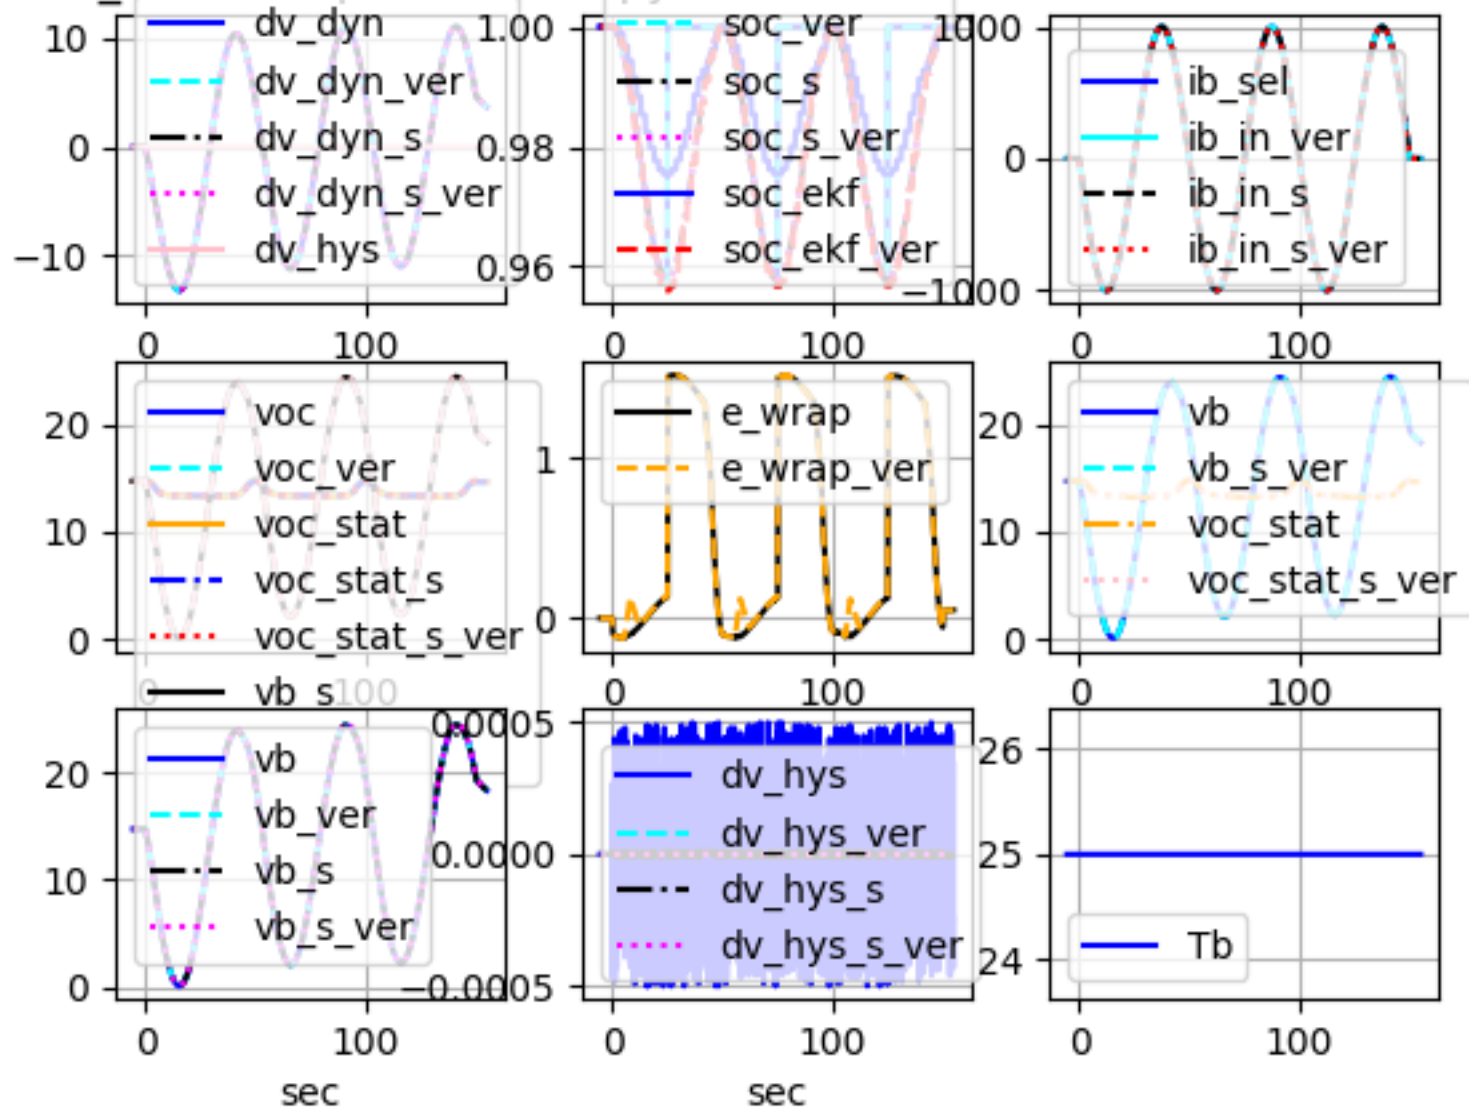 dv_dyn
dv_dyn_ver
dv_dyn_s
dv_dyn_s_ver
dv_hys
10
0
−10
0
100
soc_ver
soc_s
soc_s_ver
soc_ekf
soc_ekf_ver
1.00
0.98
0.96
0
100
ib_sel
ib_in_ver
ib_in_s
ib_in_s_ver
1000
0
−1000
0
100
voc
voc_ver
voc_stat
voc_stat_s
voc_stat_s_ver
vb_s
20
10
0
0
100
e_wrap
e_wrap_ver
1
0
0
100
vb
vb_s_ver
voc_stat
voc_stat_s_ver
20
10
0
0
100
vb
vb_ver
vb_s
vb_s_ver
20
10
0
0
100
sec
dv_hys
dv_hys_ver
dv_hys_s
dv_hys_s_ver
0.0005
0.0000
−0.0005
0
100
sec
Tb
26
25
24
0
100